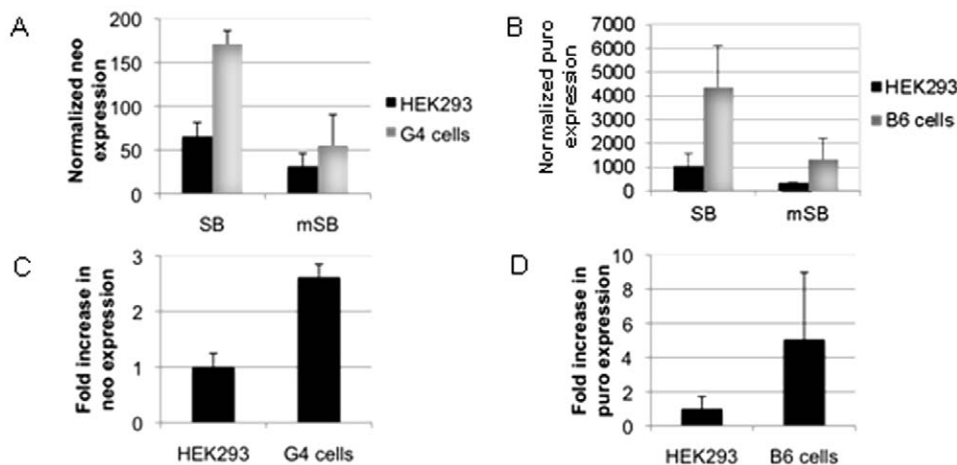 A
Normalized neo
expression
200
150
100
50
0
SB
mSB
HEK293
G4 cells
B
Normalized puro
expression
7000
6000
5000
4000
3000
2000
1000
0
SB
mSB
HEK293
B6 cells
C
Fold increase in
neo expression
3
2
1
0
HEK293
G4 cells
D
Fold increase in
puro expression
10
8
6
4
2
0
HEK293
B6 cells